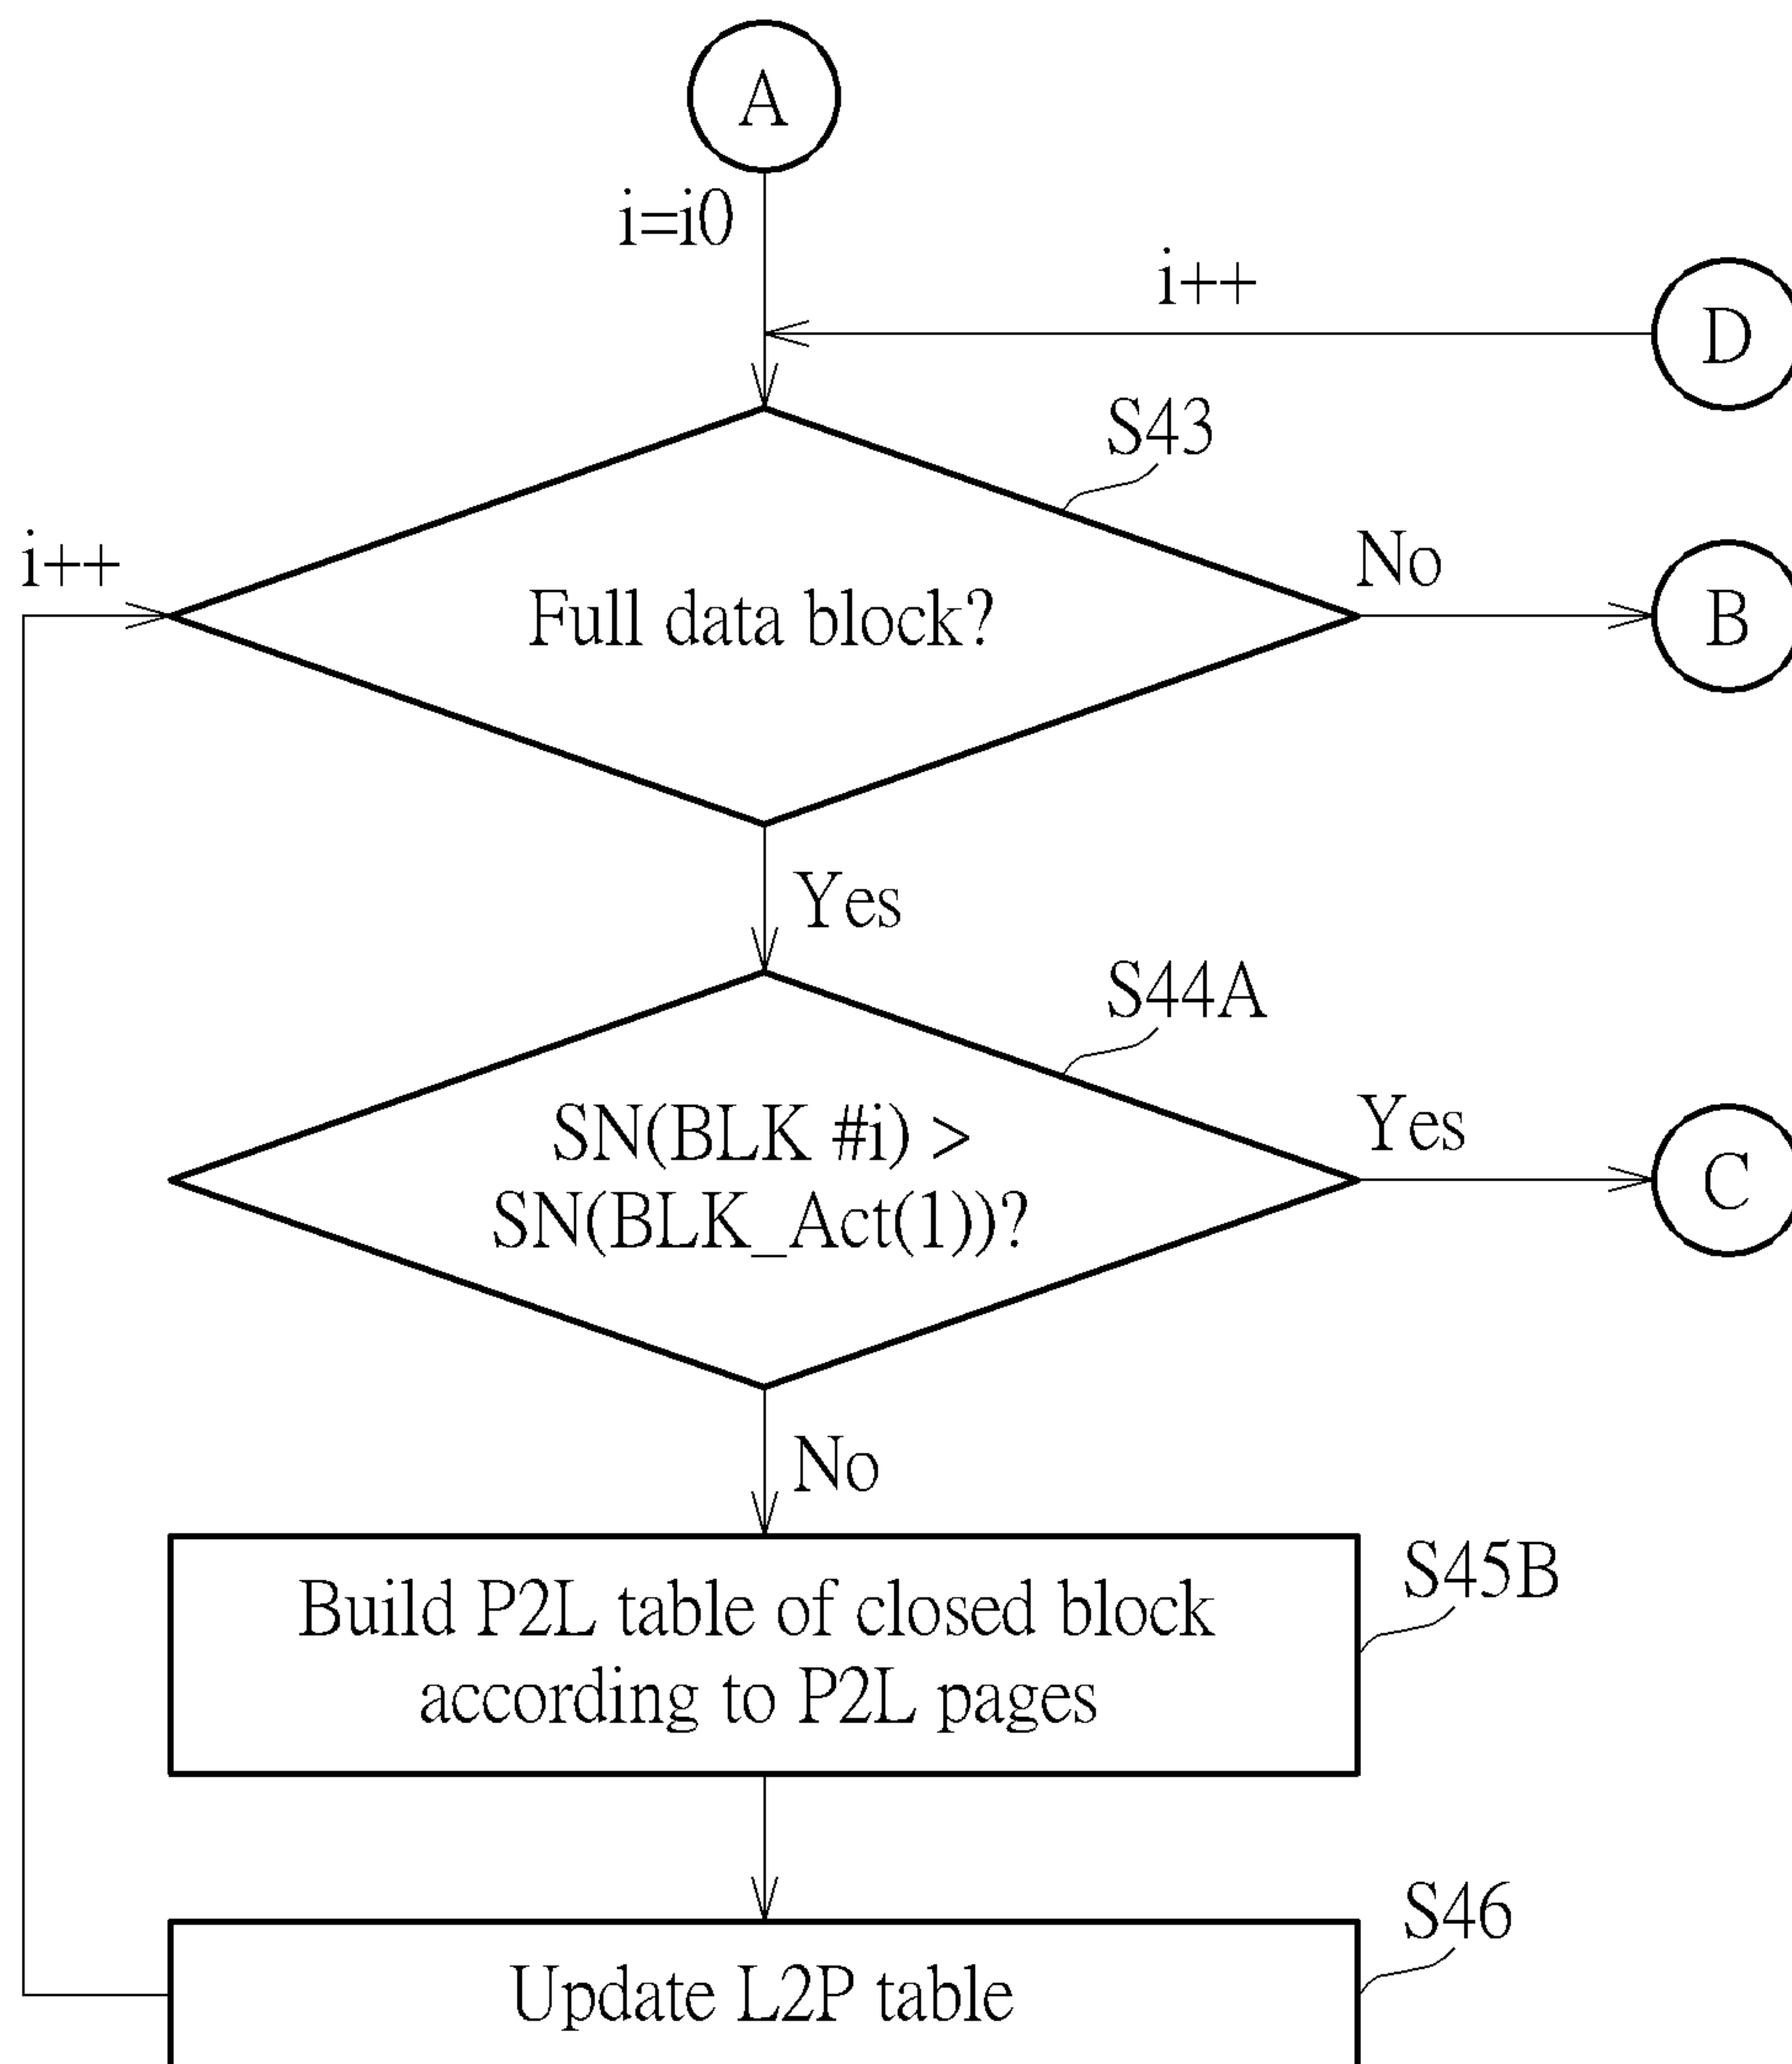 A
i=i0
i++
D
S43
i++
No
Full data block?
B
Yes
S44A
SN(BLK #i) >
SN(BLK_Act(1))?
Yes
C
No
S45B
Build P2L table of closed block
according to P2L pages
S46
Update L2P table